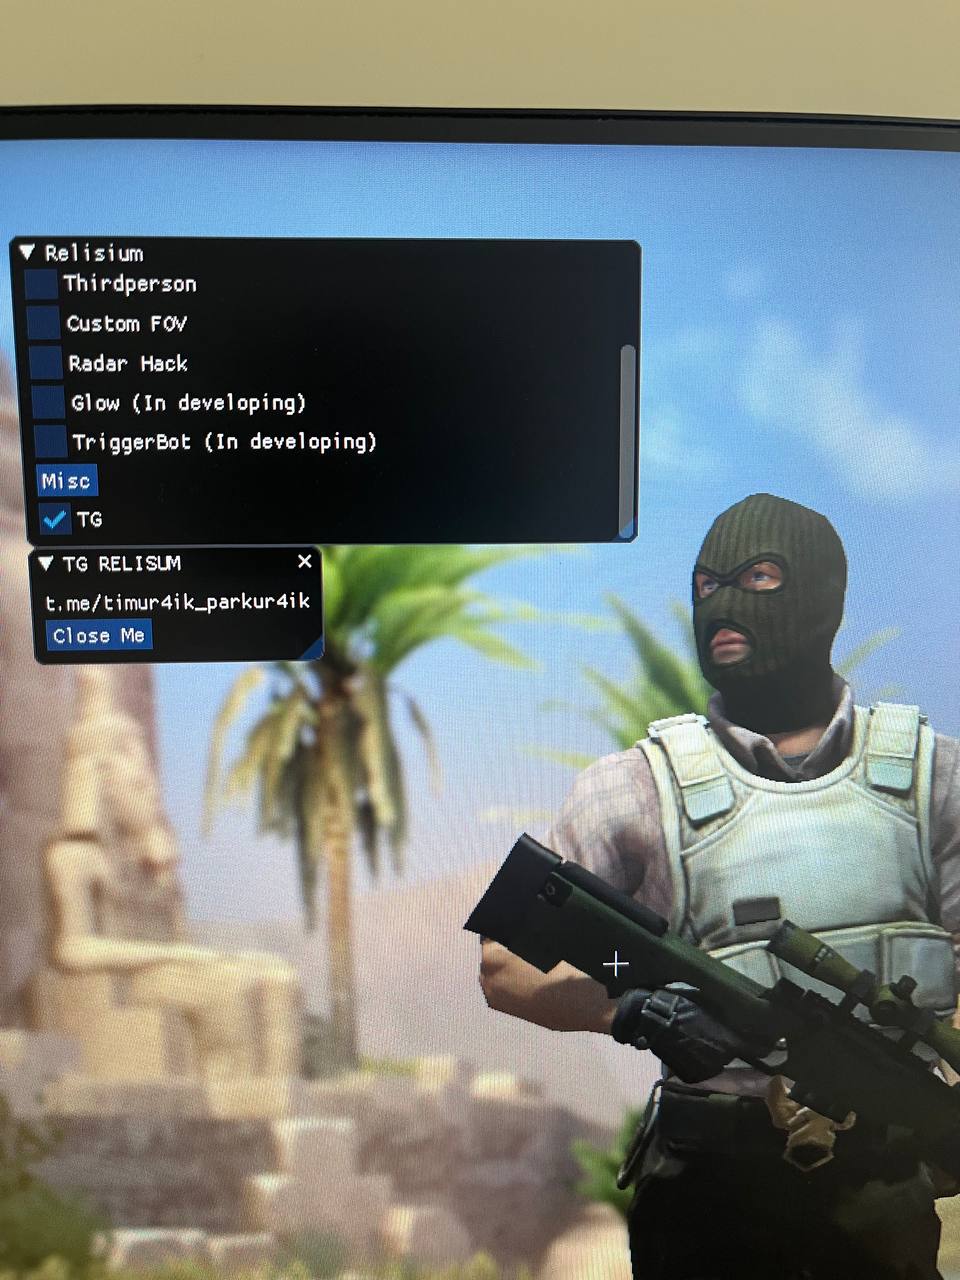 Relisium
Thirdperson
Custom FOV
Radar Hack
Glow (In developing)
TriggerBot (In developing)
Misc
TG
TG RELISUM
t.me/timur4ik_parkur4ik
Close Me